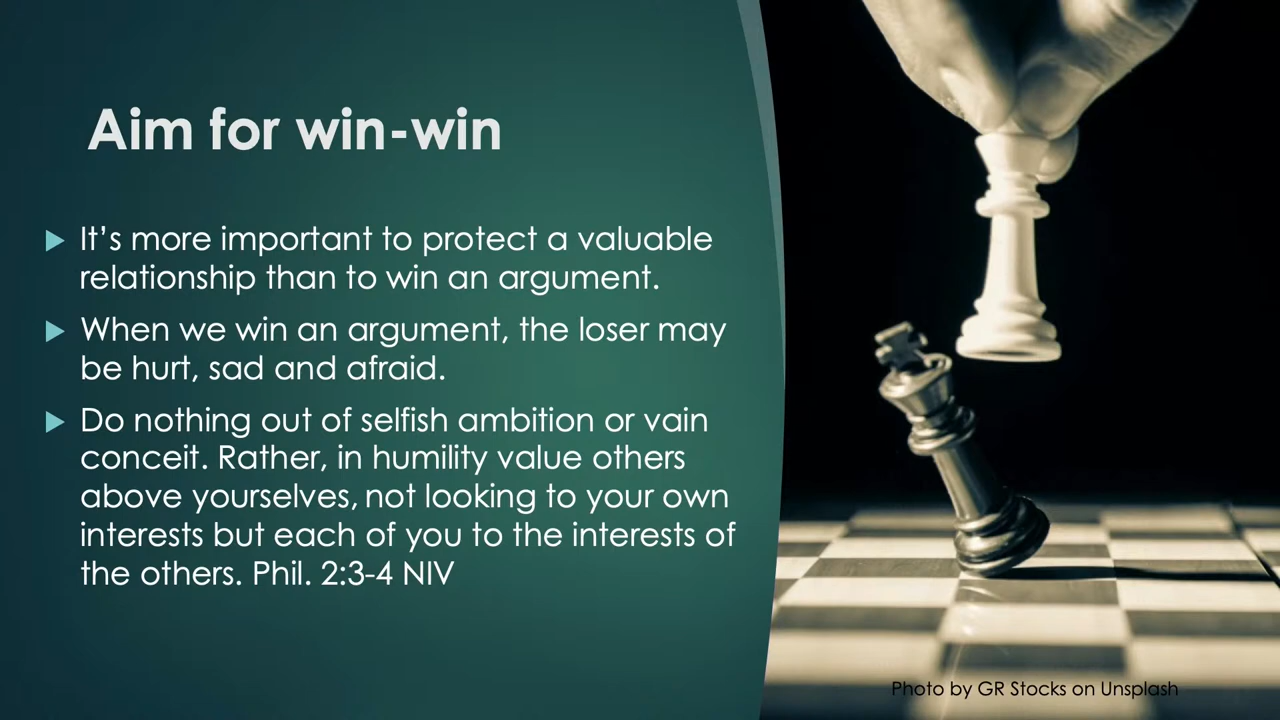 Aim for win-win
It’s more important to protect a valuable
relationship than to win an argument.
When we win an argument, the loser may
be hurt, sad and afraid.
Do nothing out of selfish ambition or vain
conceit. Rather, in humility value others
above yourselves, not looking to your own
interests but each of you to the interests of
the others. Phil. 2:3-4 NIV
Photo by GR Stocks on Unsplash